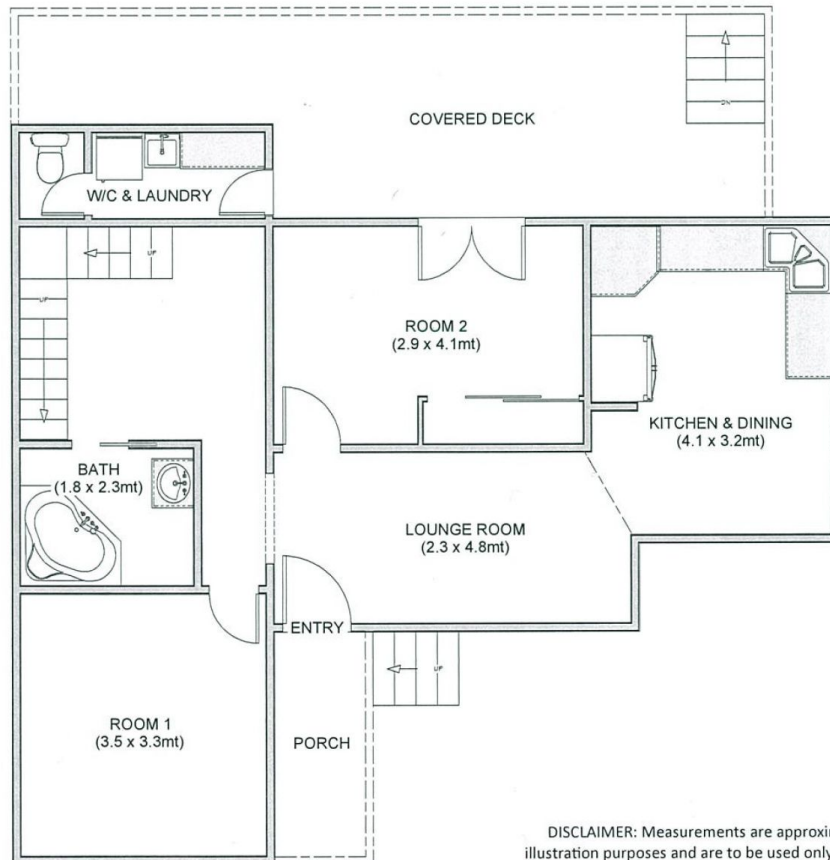 COVERED DECK
DN
W/C & LAUNDRY
UP
UP
ROOM 2
(2.9 x 4.1mt)
KITCHEN & DINING
(4.1 x 3.2mt)
BATH
(1.8 x 2.3mt)
LOUNGE ROOM
(2.3 x 4.8mt)
ENTRY
UP
ROOM 1
(3.5 x 3.3mt)
PORCH
DISCLAIMER: Measurements are approxi
illustration purposes and are to be used only